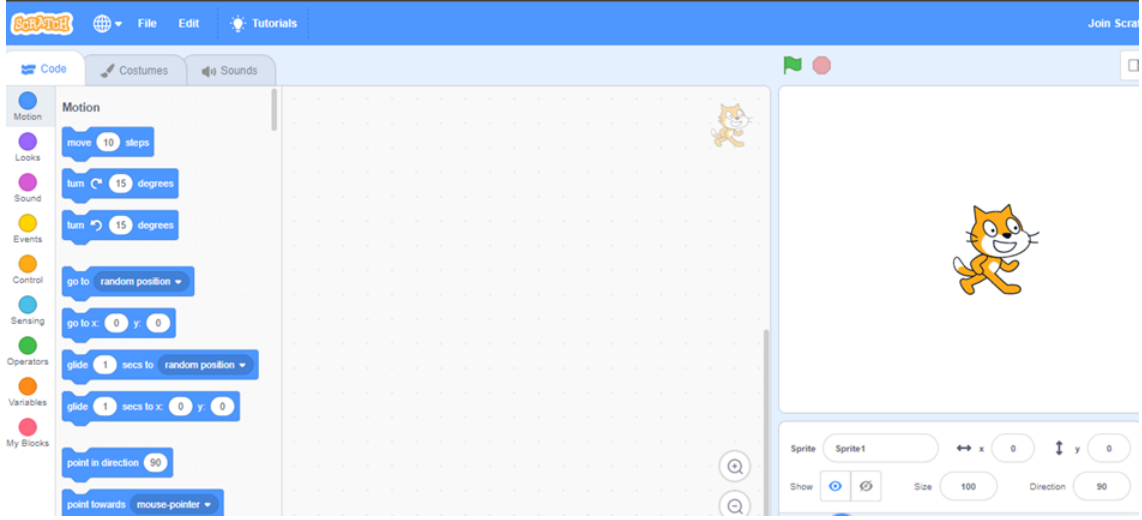 SCRATCH File Edit Tutorials Join Scrat
Code Costumes Sounds
Motion
Looks
Sound
Events
Control
Sensing
Operators
Variables
My Blocks
Motion
move 10 steps
turn 15 degrees
turn 15 degrees
go to random position
go to x: 0 y: 0
glide 1 secs to random position
glide 1 secs to x: 0 y: 0
point in direction 90
point towards mouse-pointer
Sprite Sprite1 x 0 y 0
Show Size 100 Direction 90